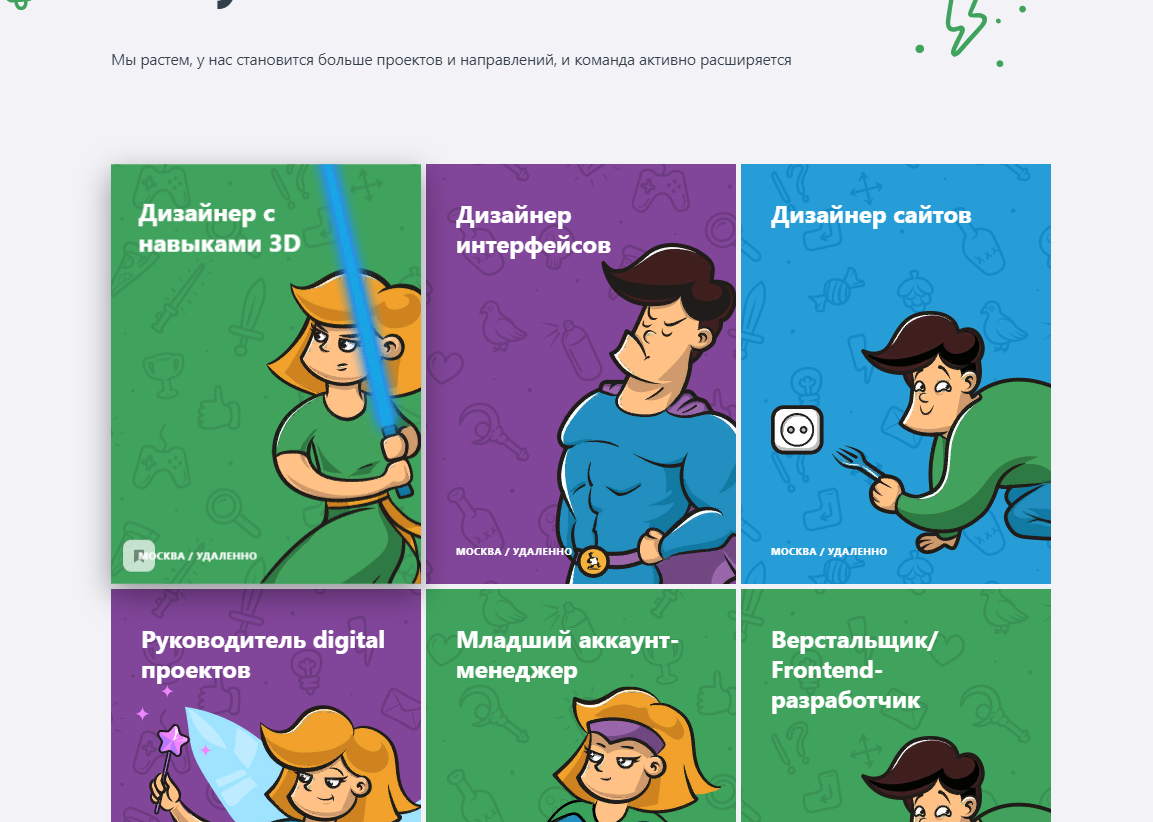 Мы растем, у нас становится больше проектов и направлений, и команда активно расширяется
Дизайнер с
навыками 3D
МОСКВА / УДАЛЕННО
Дизайнер
интерфейсов
МОСКВА / УДАЛЕННО
Дизайнер сайтов
МОСКВА / УДАЛЕННО
Руководитель digital
проектов
Младший аккаунт-
менеджер
Верстальщик/
Frontend-
разработчик